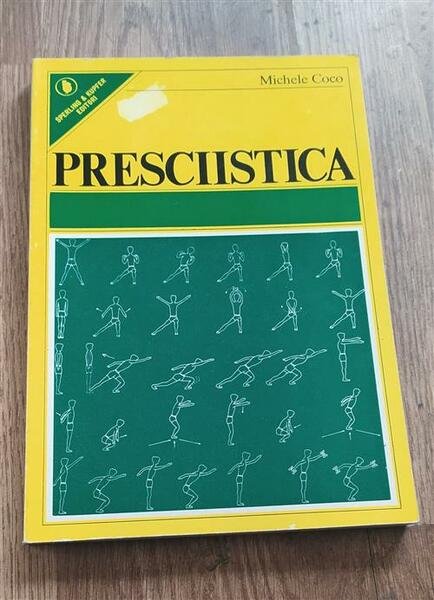 SPERLING & KUPFER
EDITORI
Michele Coco
PRESCIISTICA